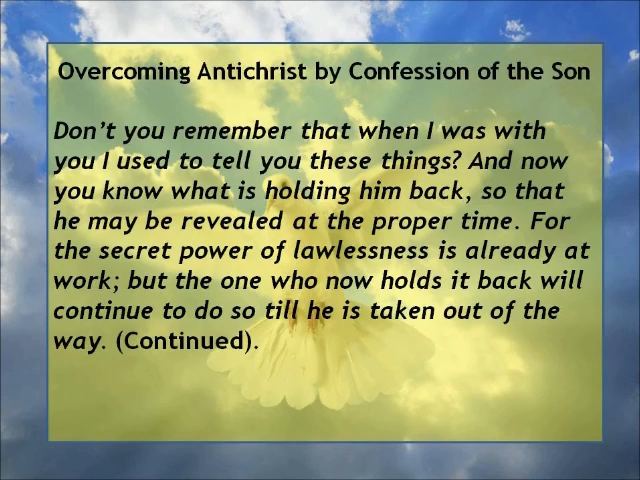 Overcoming Antichrist by Confession of the Son
Don’t you remember that when I was with
you I used to tell you these things? And now
you know what is holding him back, so that
he may be revealed at the proper time. For
the secret power of lawlessness is already at
work; but the one who now holds it back will
continue to do so till he is taken out of the
way. (Continued).